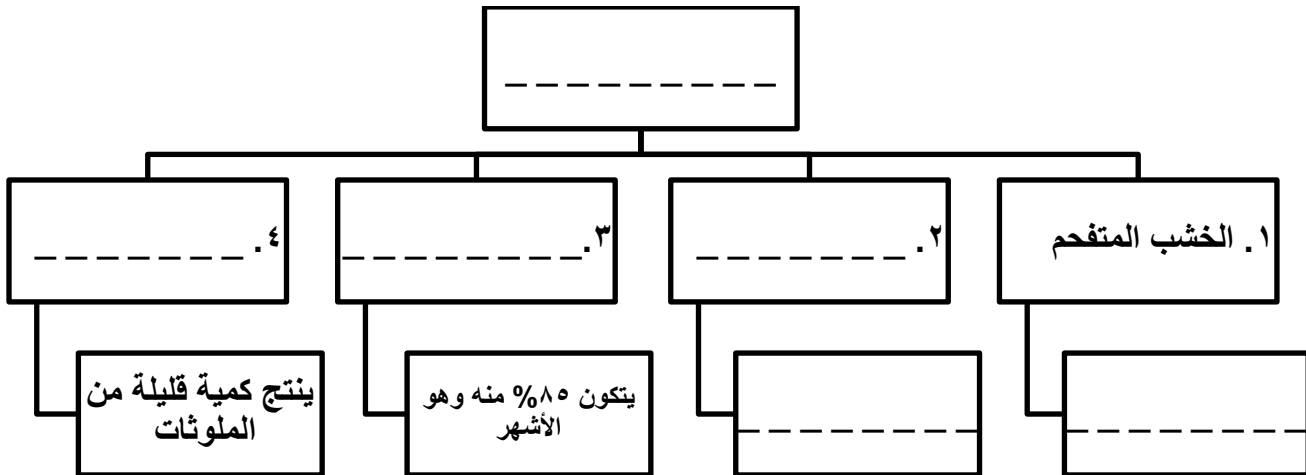 _ _ _ _ _ _ _ _ _
١. الخشب المتفحم
٢. _ _ _ _ _ _ _
٣. _ _ _ _ _ _ _ _
٤. _ _ _ _ _ _ _
_ _ _ _ _ _ _ _
_ _ _ _ _ _ _ _
يتكون ٨٥% منه وهو
الأشهر
ينتج كمية قليلة من
الملوثات